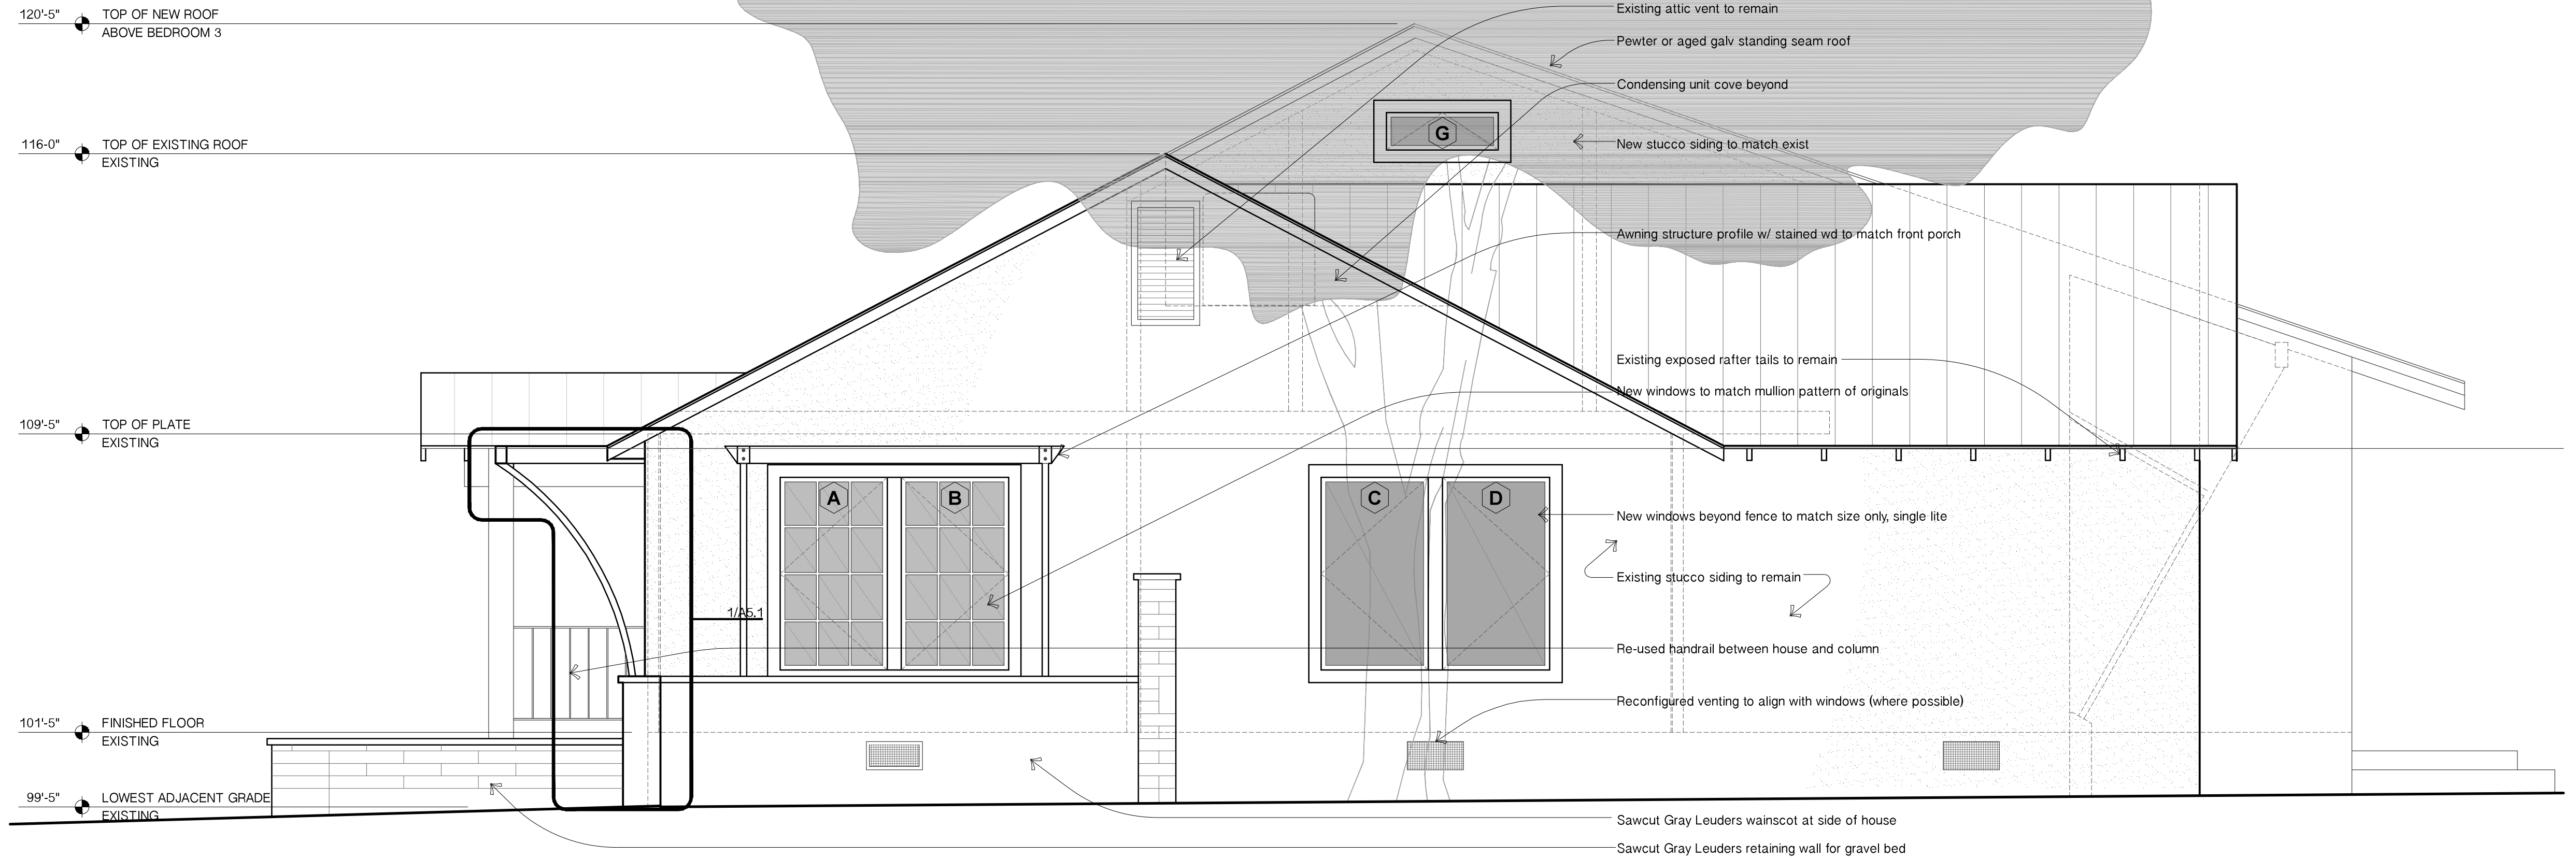 120'-5" TOP OF NEW ROOF
ABOVE BEDROOM 3
116-0" TOP OF EXISTING ROOF
EXISTING
109'-5" TOP OF PLATE
EXISTING
101'-5" FINISHED FLOOR
EXISTING
99'-5" LOWEST ADJACENT GRADE
EXISTING
Existing attic vent to remain
Pewter or aged galv standing seam roof
Condensing unit cove beyond
G
New stucco siding to match exist
Awning structure profile w/ stained wd to match front porch
Existing exposed rafter tails to remain
New windows to match mullion pattern of originals
A B C D
New windows beyond fence to match size only, single lite
Existing stucco siding to remain
1/A5.1
Re-used handrail between house and column
Reconfigured venting to align with windows (where possible)
Sawcut Gray Leuders wainscot at side of house
Sawcut Gray Leuders retaining wall for gravel bed